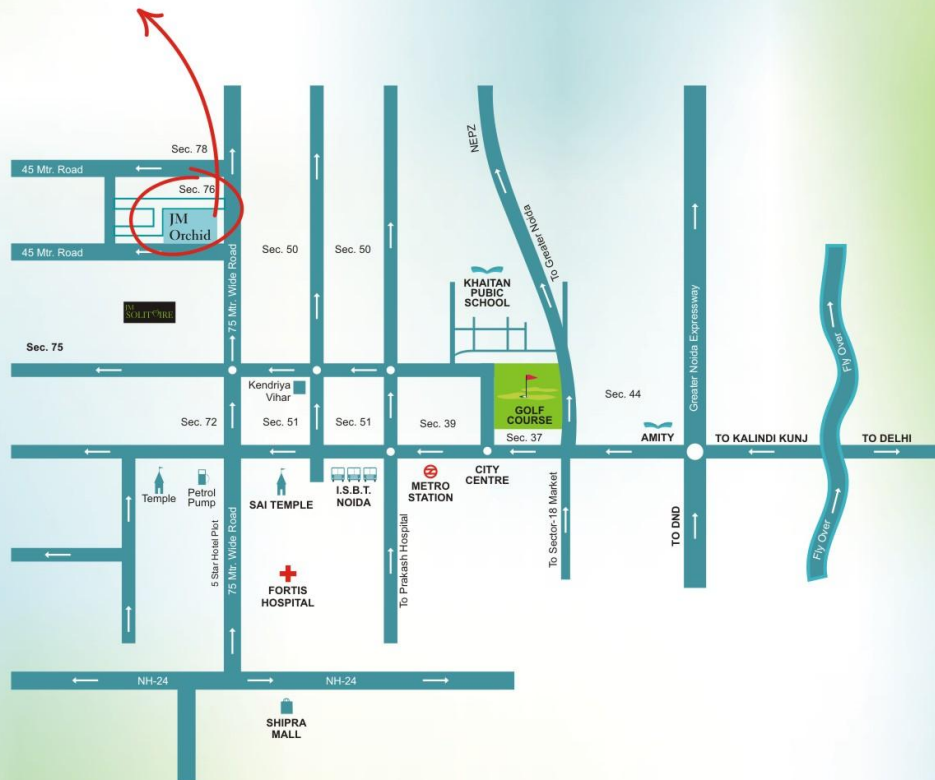 Sec. 78
45 Mtr. Road
Sec. 76
JM
Orchid
45 Mtr. Road
75 Mtr. Wide Road
Sec. 50
Sec. 50
NEPZ
To Greater Noida
KHAITAN
PUBIC
SCHOOL
Greater Noida Expressway
Fly Over
JM
SOLIT IRE
Sec. 75
Kendriya
Vihar
GOLF
COURSE
Sec. 44
Sec. 72
Sec. 51
Sec. 51
Sec. 39
Sec. 37
AMITY
TO KALINDI KUNJ
TO DELHI
Temple
Petrol
Pump
SAI TEMPLE
I.S.B.T.
NOIDA
METRO
STATION
CITY
CENTRE
5 Star Hotel Plot
75 Mtr. Wide Road
To Prakash Hospital
To Sector-18 Market
TO DND
Fly Over
FORTIS
HOSPITAL
NH-24
NH-24
SHIPRA
MALL